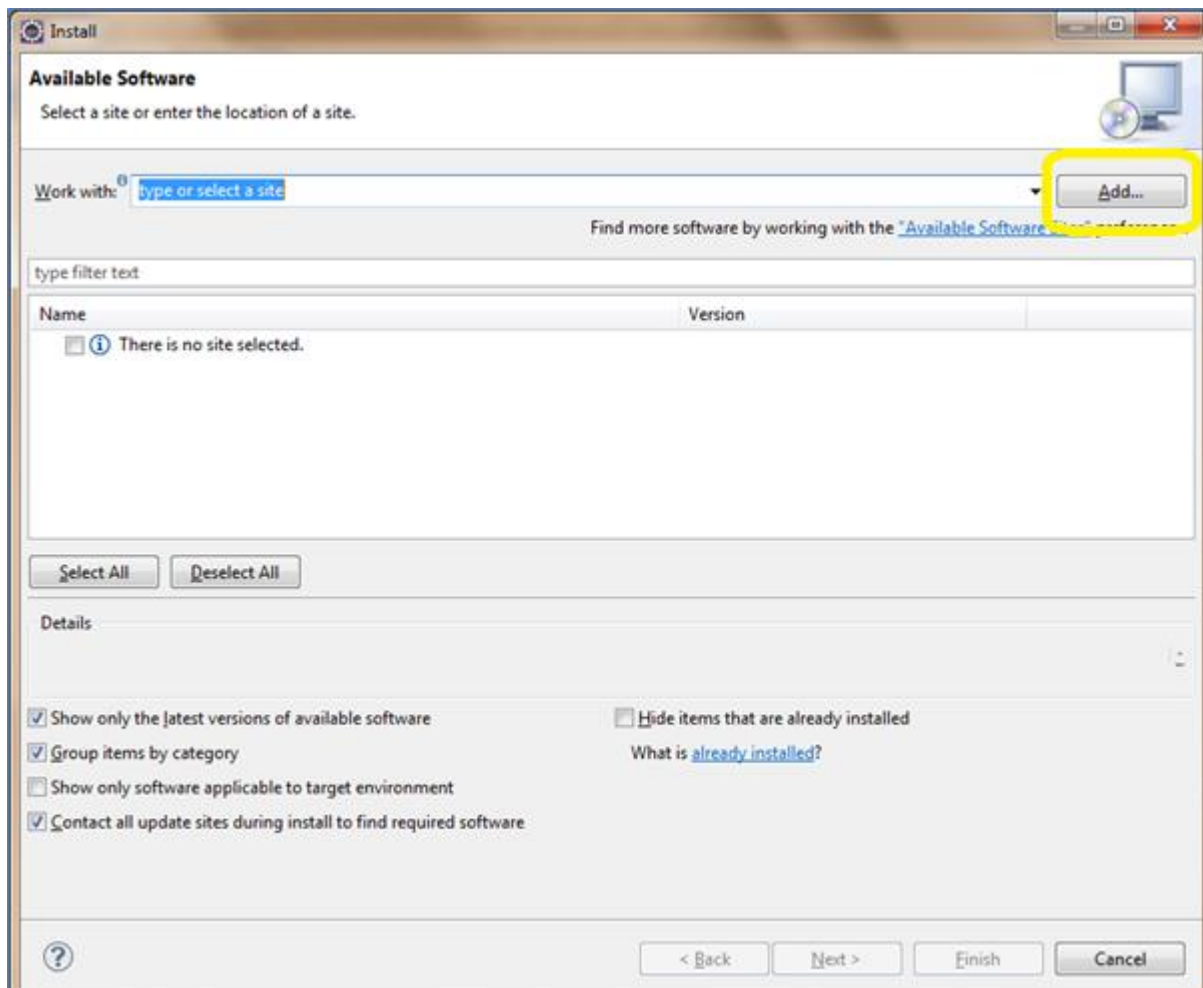 Install
Available Software
Select a site or enter the location of a site.
Work with: type or select a site Add...
Find more software by working with the "Available Software
type filter text
Name Version
There is no site selected.
Select All Deselect All
Details
Show only the latest versions of available software Hide items that are already installed
Group items by category What is already installed?
Show only software applicable to target environment
Contact all update sites during install to find required software
? < Back Next > Finish Cancel